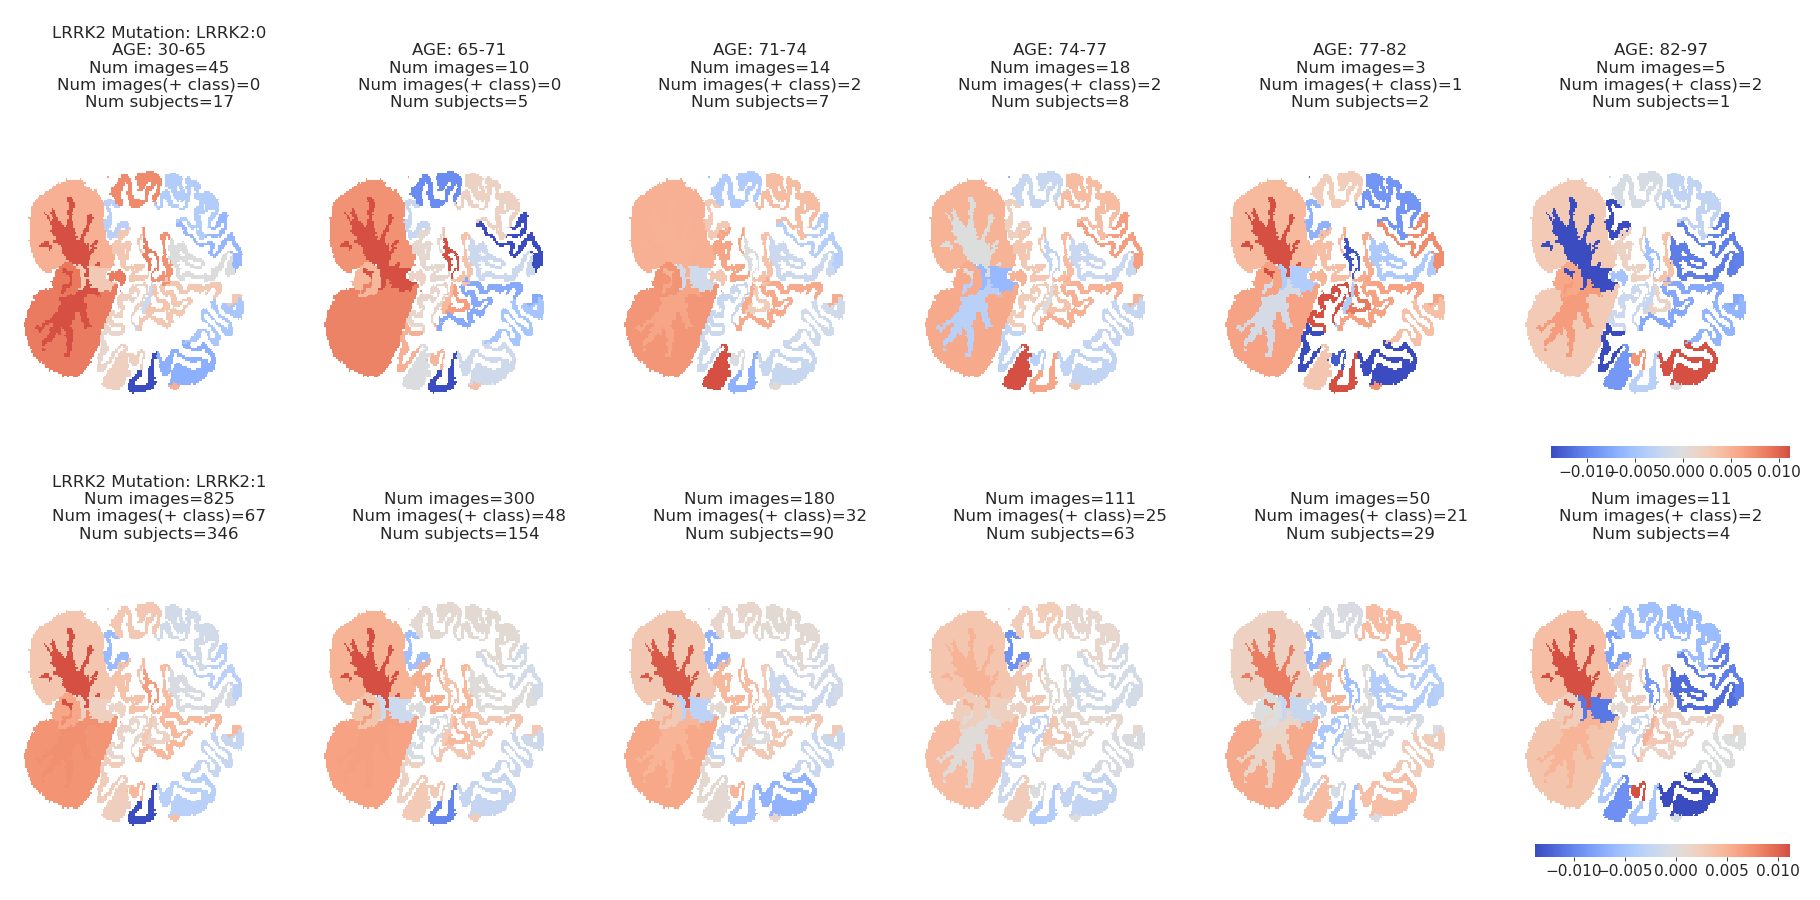 LRRK2 Mutation: LRRK2:0
AGE: 30-65
Num images=45
Num images(+ class)=0
Num subjects=17
AGE: 65-71
Num images=10
Num images(+ class)=0
Num subjects=5
AGE: 71-74
Num images=14
Num images(+ class)=2
Num subjects=7
AGE: 74-77
Num images=18
Num images(+ class)=2
Num subjects=8
AGE: 77-82
Num images=3
Num images(+ class)=1
Num subjects=2
AGE: 82-97
Num images=5
Num images(+ class)=2
Num subjects=1
−0.010 −0.005 0.000 0.005 0.010
LRRK2 Mutation: LRRK2:1
Num images=825
Num images(+ class)=67
Num subjects=346
Num images=300
Num images(+ class)=48
Num subjects=154
Num images=180
Num images(+ class)=32
Num subjects=90
Num images=111
Num images(+ class)=25
Num subjects=63
Num images=50
Num images(+ class)=21
Num subjects=29
Num images=11
Num images(+ class)=2
Num subjects=4
−0.010 −0.005 0.000 0.005 0.010